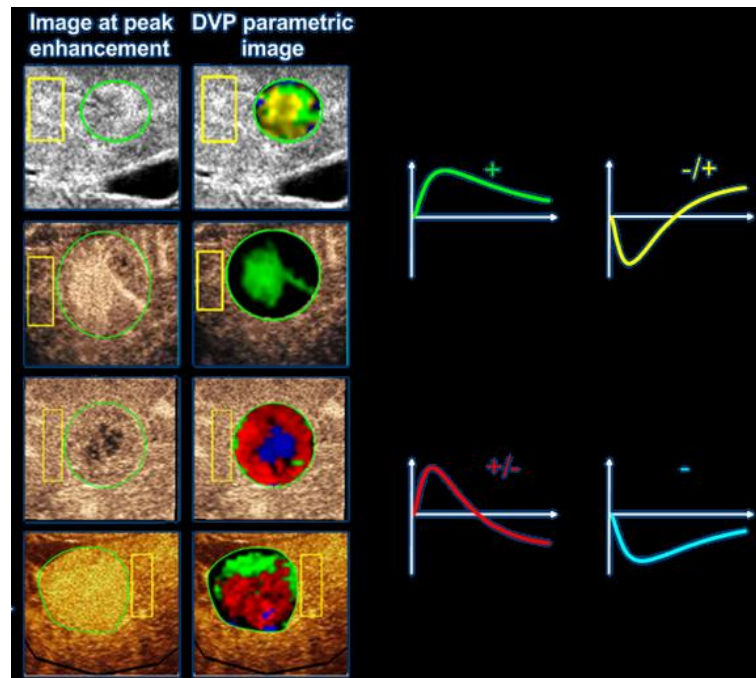 Image at peak
enhancement
DVP parametric
image
+
-/+
+/-
-